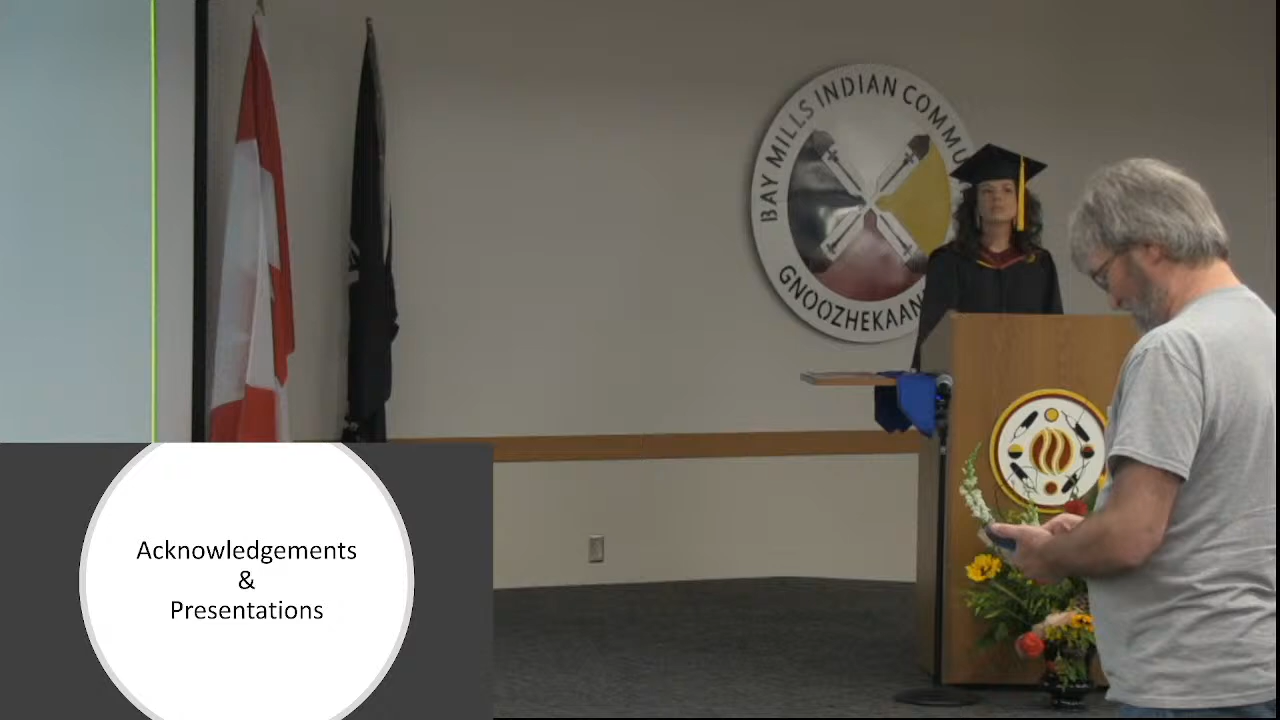 BAY MILLS INDIAN COMMU
GNOOZHEKAAN
Acknowledgements
&
Presentations